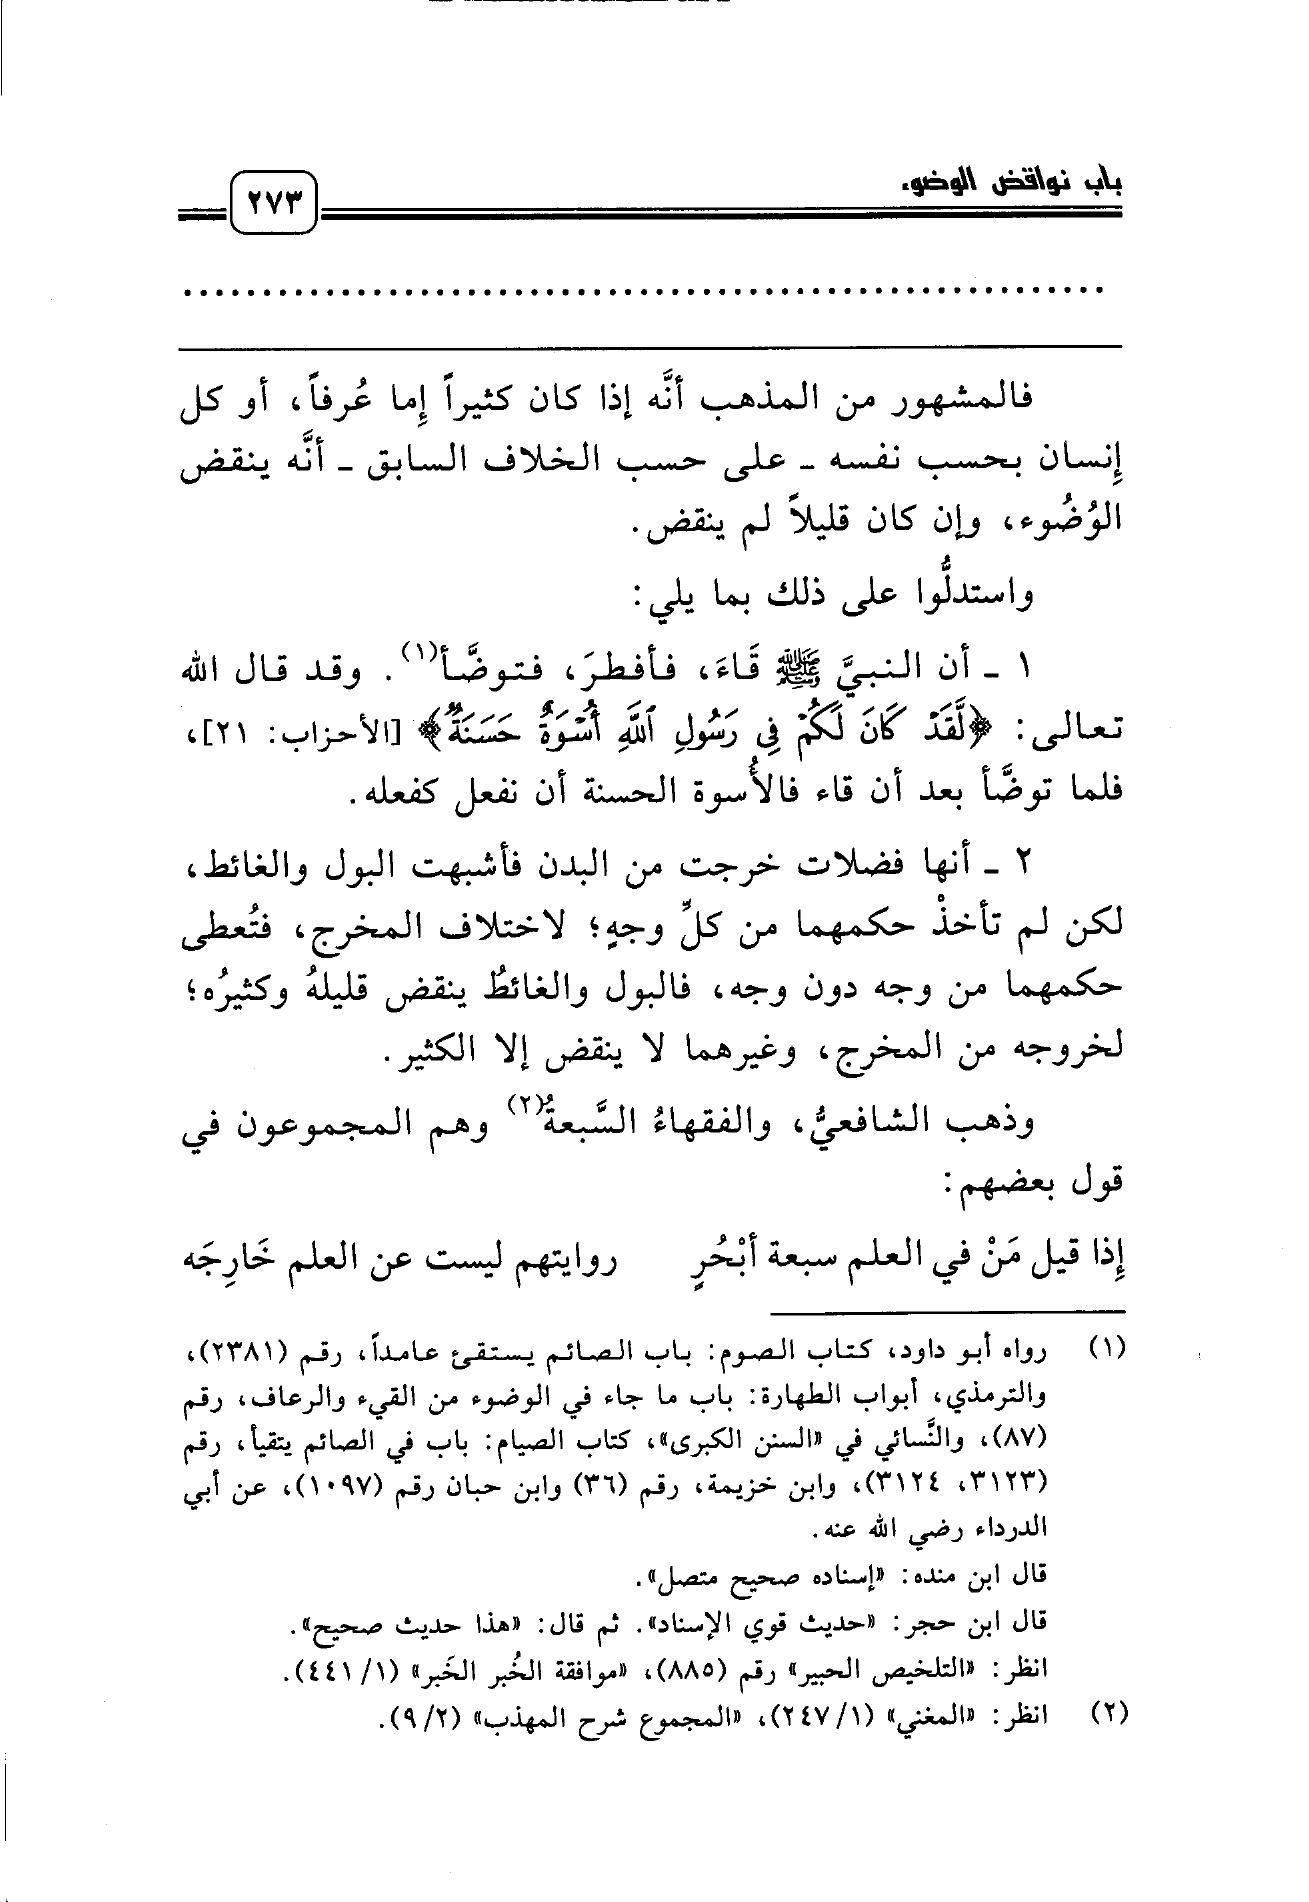 باب نواقض الوضوء
٢٧٣
فالمشهور من المذهب أنَّه إذا كان كثيراً إما عُرفاً، أو كل
إنسان بحسب نفسه ـ على حسب الخلاف السابق ـ أنَّه ينقض
الوُضُوء، وإن كان قليلاً لم ينقض.
واستدلُّوا على ذلك بما يلي:
١ ـ أن النبيَّ ﷺ قَاءَ، فأفطرَ، فتوضَّأ(١). وقد قال الله
تعالى: ﴿لَّقَدْ كَانَ لَكُمْ فِي رَسُولِ ٱللَّهِ أُسْوَةٌ حَسَنَةٌ﴾ [الأحزاب: ٢١]،
فلما توضَّأ بعد أن قاء فالأُسوة الحسنة أن نفعل كفعله.
٢ ـ أنها فضلات خرجت من البدن فأشبهت البول والغائط،
لكن لم تأخذْ حكمهما من كلِّ وجهٍ؛ لاختلاف المخرج، فتُعطى
حكمهما من وجه دون وجه، فالبول والغائطُ ينقض قليلهُ وكثيرُه؛
لخروجه من المخرج، وغيرهما لا ينقض إلا الكثير.
وذهب الشافعيُّ، والفقهاءُ السَّبعةُ(٢) وهم المجموعون في
قول بعضهم:
إذا قيل مَنْ في العلم سبعة أبْحُرٍ روايتهم ليست عن العلم خَارِجَه
(١) رواه أبو داود، كتاب الصوم: باب الصائم يستقئ عامداً، رقم (٢٣٨١)،
والترمذي، أبواب الطهارة: باب ما جاء في الوضوء من القيء والرعاف، رقم
(٨٧)، والنَّسائي في «السنن الكبرى»، كتاب الصيام: باب في الصائم يتقيأ، رقم
(٣١٢٣، ٣١٢٤)، وابن خزيمة، رقم (٣٦) وابن حبان رقم (١٠٩٧)، عن أبي
الدرداء رضي الله عنه.
قال ابن منده: «إسناده صحيح متصل».
قال ابن حجر: «حديث قوي الإسناد». ثم قال: «هذا حديث صحيح».
انظر: «التلخيص الحبير» رقم (٨٨٥)، «موافقة الخُبر الخَبر» (١/ ٤٤١).
(٢) انظر: «المغني» (١/ ٢٤٧)، «المجموع شرح المهذب» (٢/ ٩).